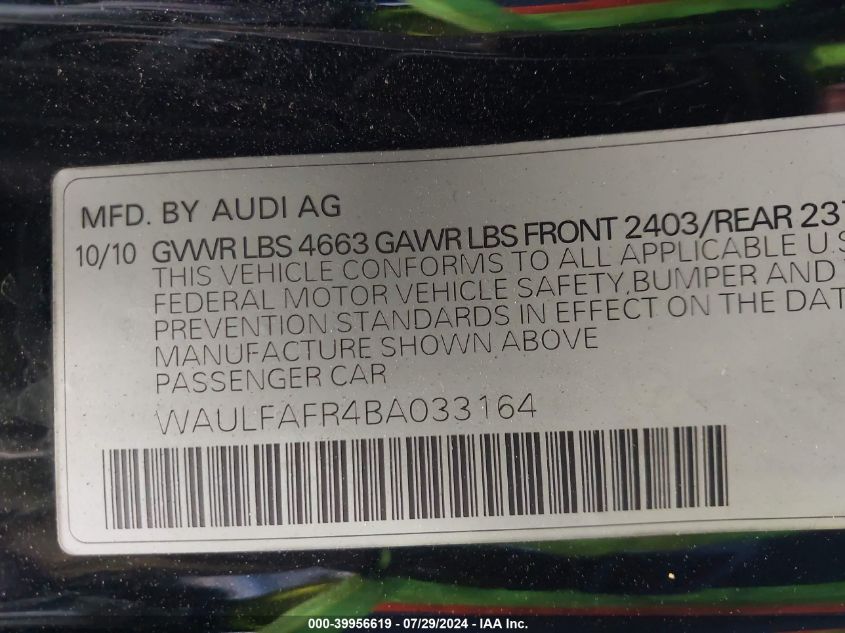 MFD. BY AUDI AG
10/10 GVWR LBS 4663 GAWR LBS FRONT 2403/REAR
THIS VEHICLE CONFORMS TO ALL APPLICABLE U.S
FEDERAL MOTOR VEHICLE SAFETY, BUMPER AND
PREVENTION STANDARDS IN EFFECT ON THE
MANUFACTURE SHOWN ABOVE
PASSENGER CAR
WAULFAFR4BA033164
000-39956619 / 07/29/2024 - IAA Inc.